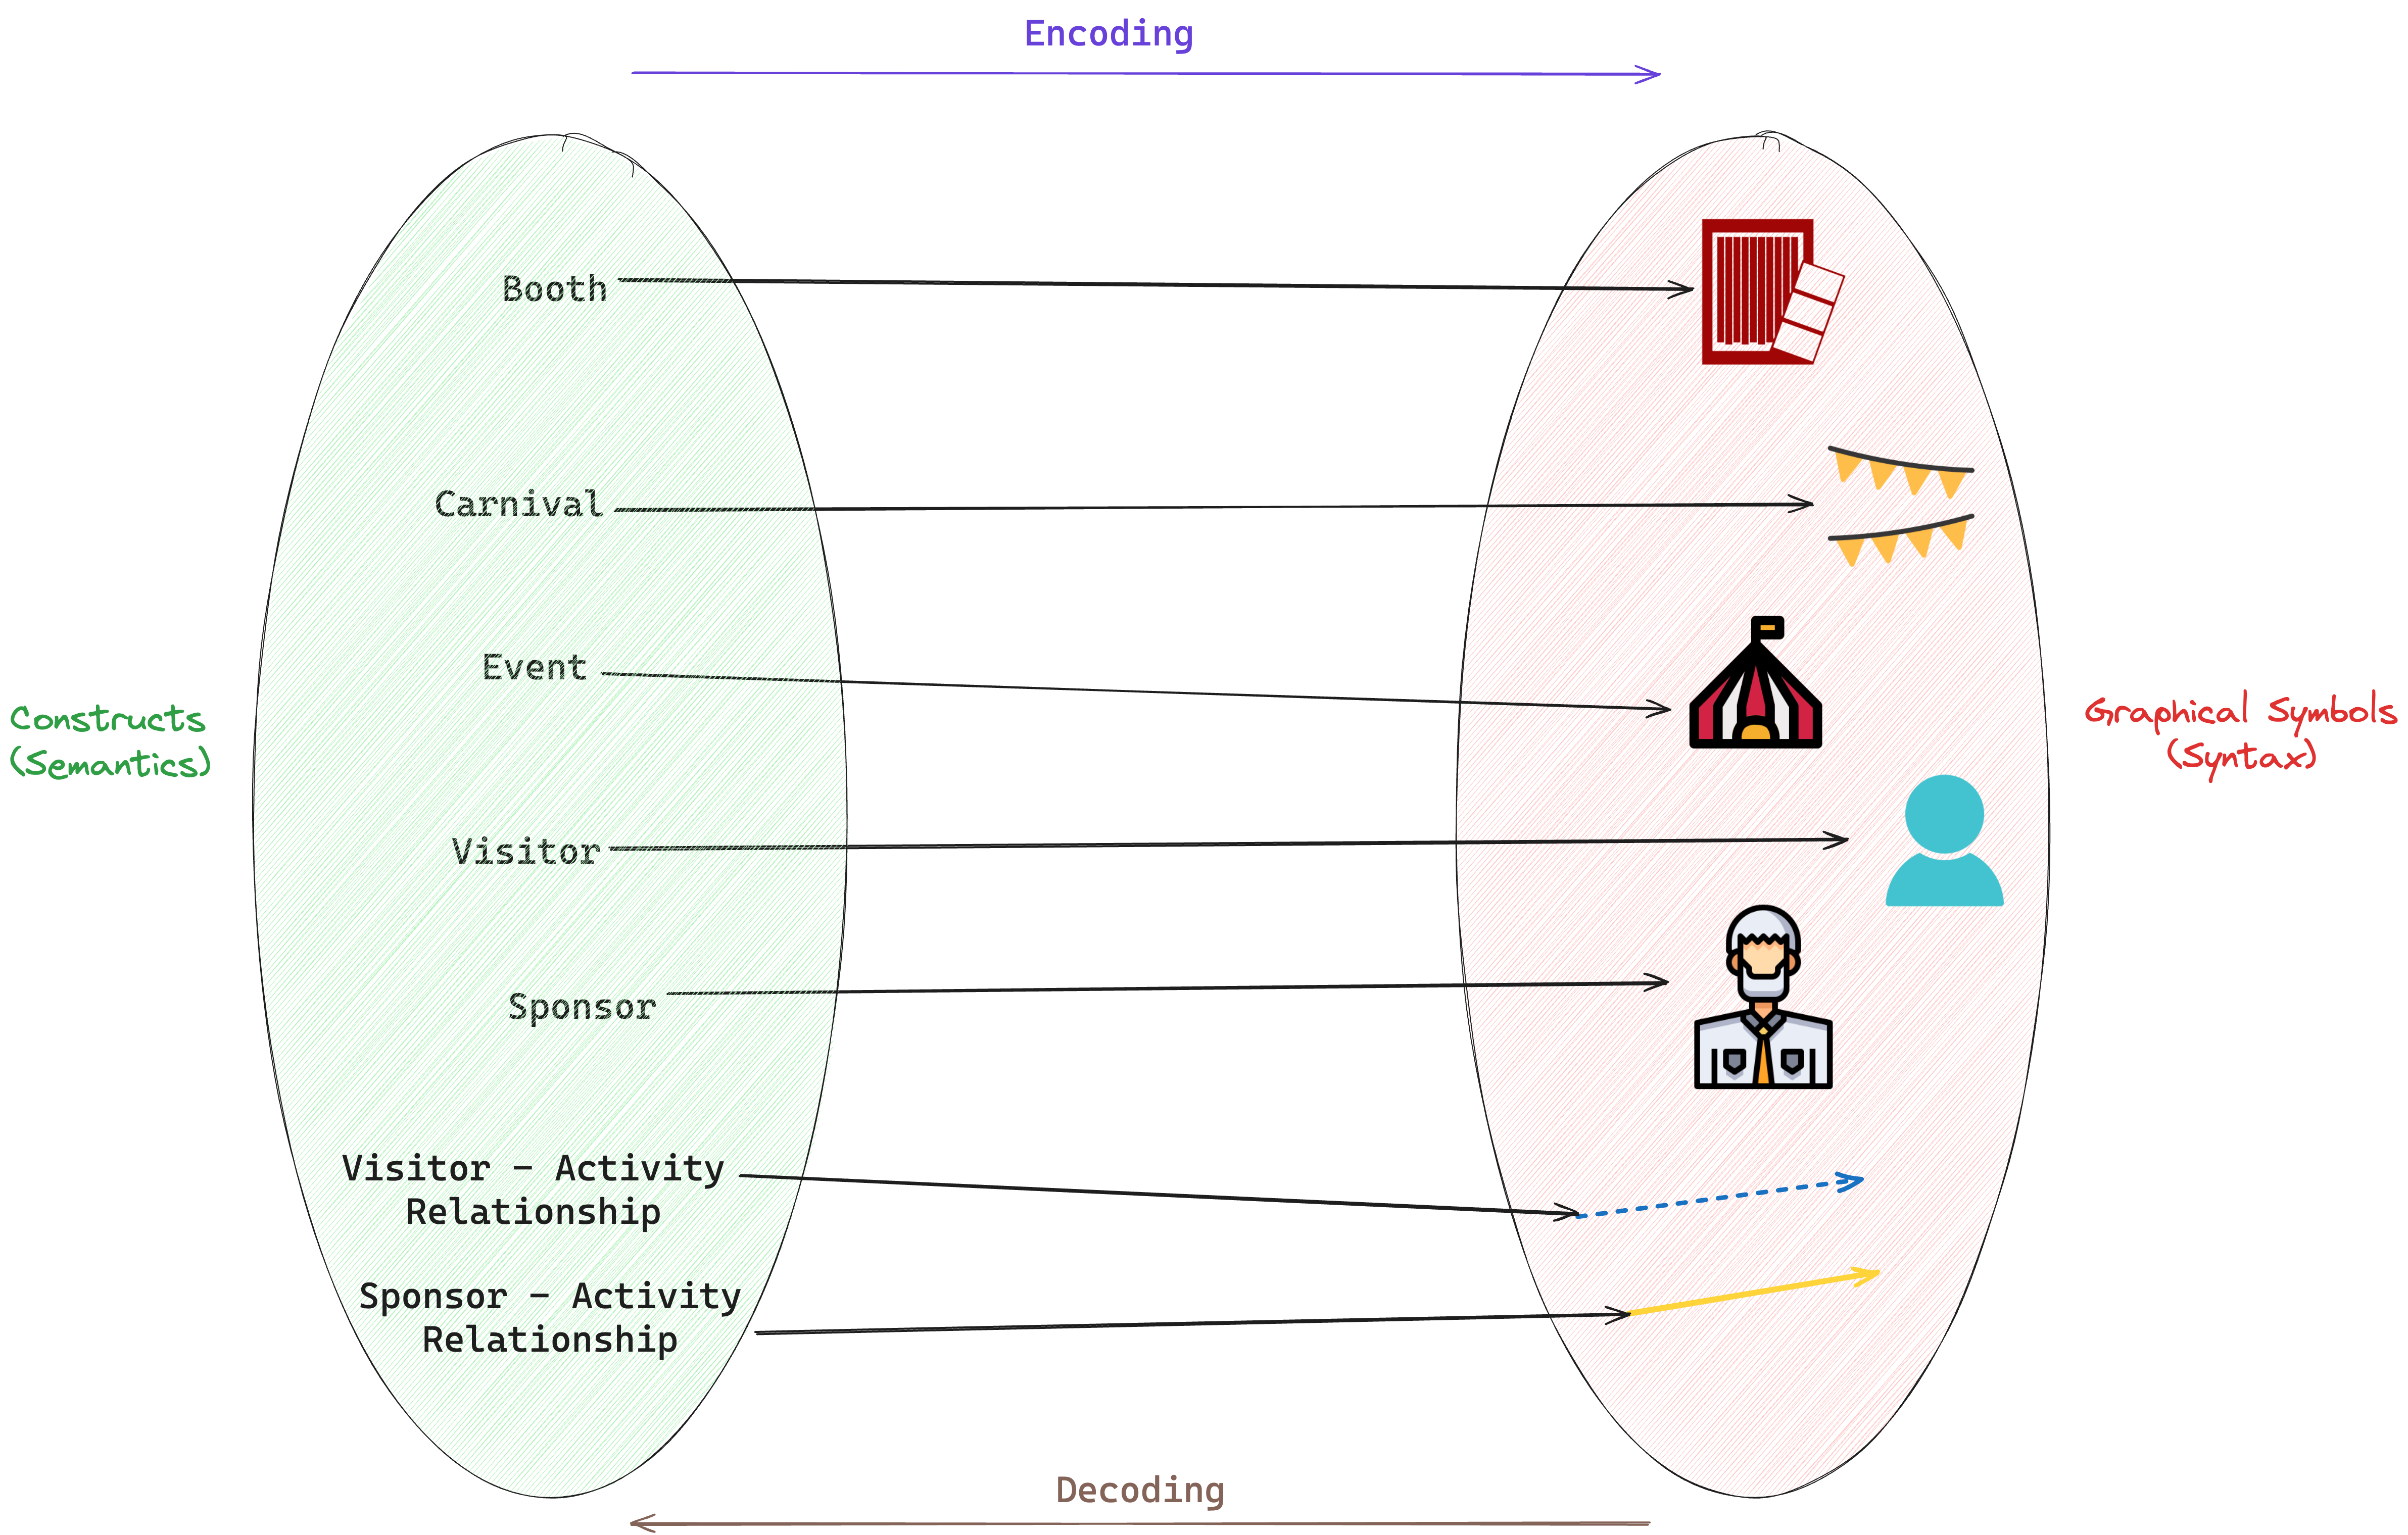 Encoding
Booth
Carnival
Event
Constructs
(Semantics)
Graphical Symbols
(Syntax)
Visitor
Sponsor
Visitor - Activity
Relationship
Sponsor - Activity
Relationship
Decoding